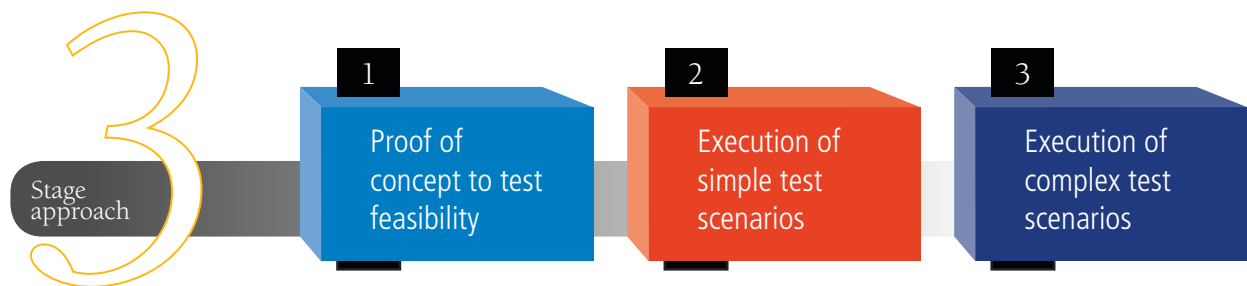 3
Stage
approach
1
Proof of
concept to test
feasibility
2
Execution of
simple test
scenarios
3
Execution of
complex test
scenarios